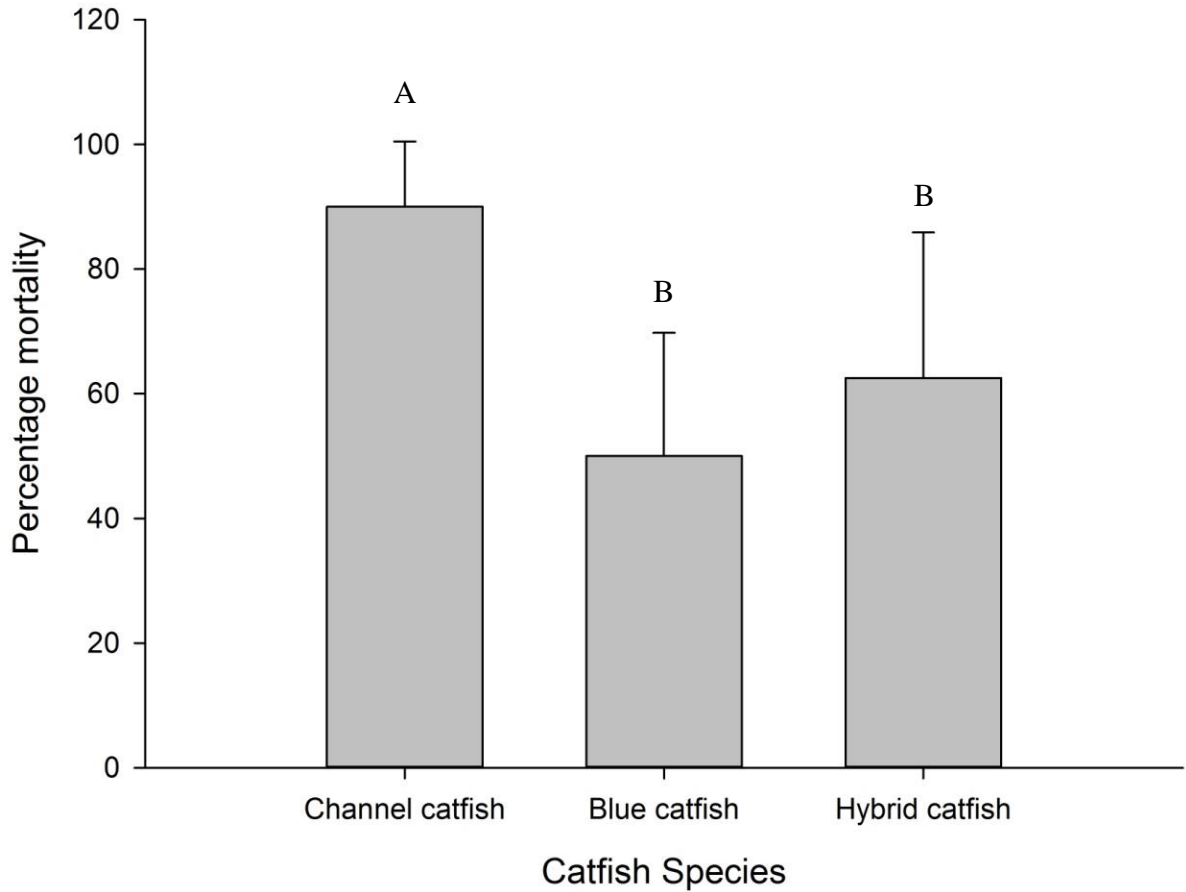 120
100
80
60
40
20
0
Percentage mortality
A
B
B
Channel catfish
Blue catfish
Hybrid catfish
Catfish Species